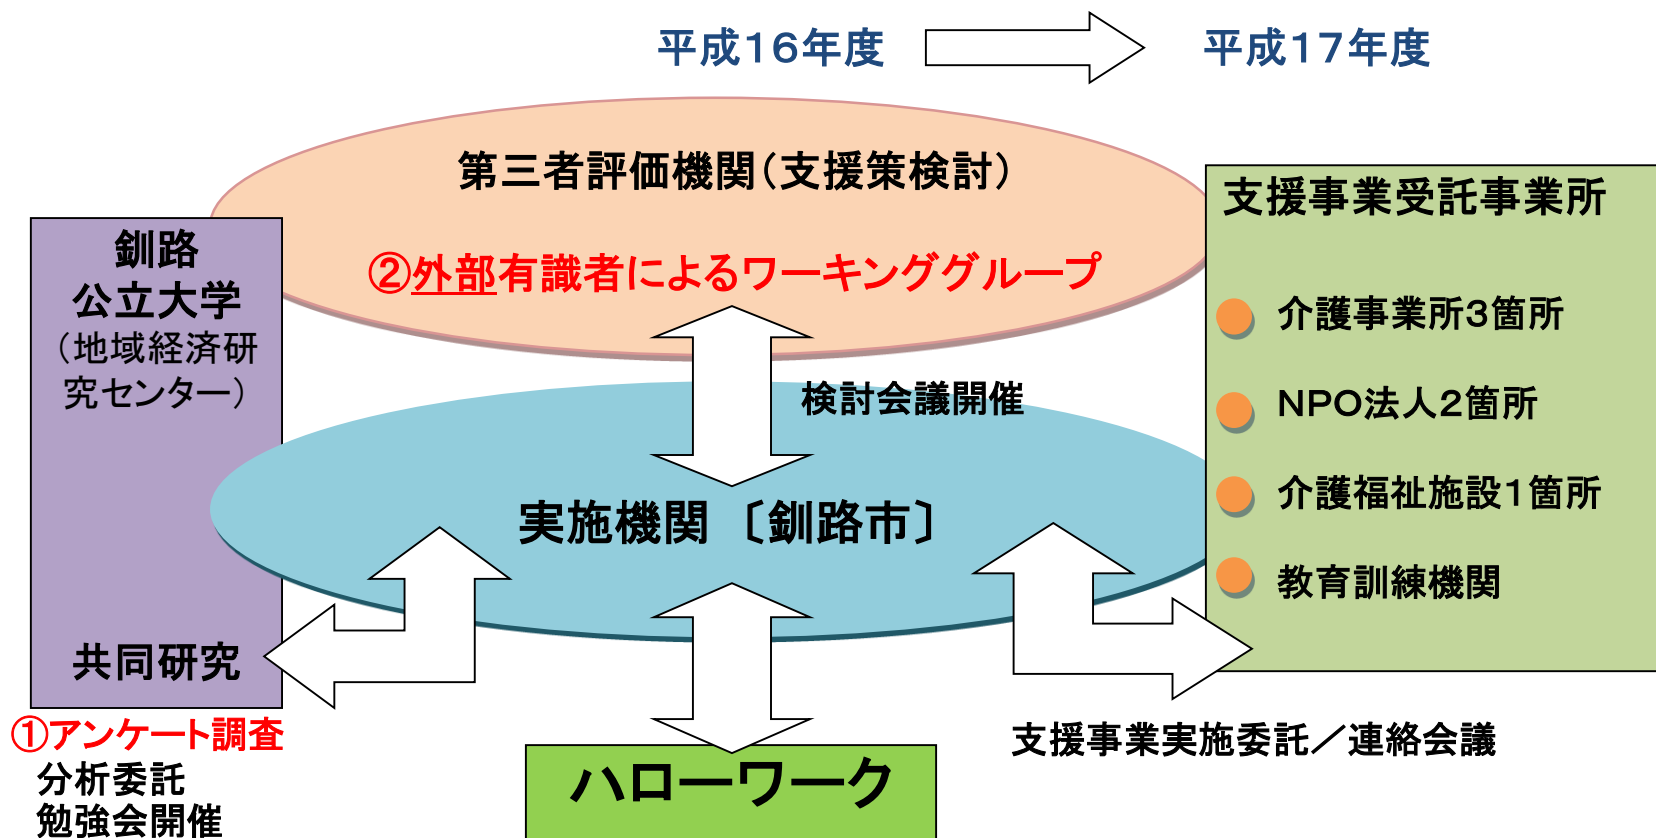 平成16年度
平成17年度
第三者評価機関（支援策検討）
②外部有識者によるワーキンググループ
釧路
公立大学
（地域経済研
究センター）
共同研究
①アンケート調査
分析委託
勉強会開催
検討会議開催
実施機関〔釧路市〕
ハローワーク
支援事業受託事業所
介護事業所3箇所
NPO法人2箇所
介護福祉施設1箇所
教育訓練機関
支援事業実施委託／連絡会議